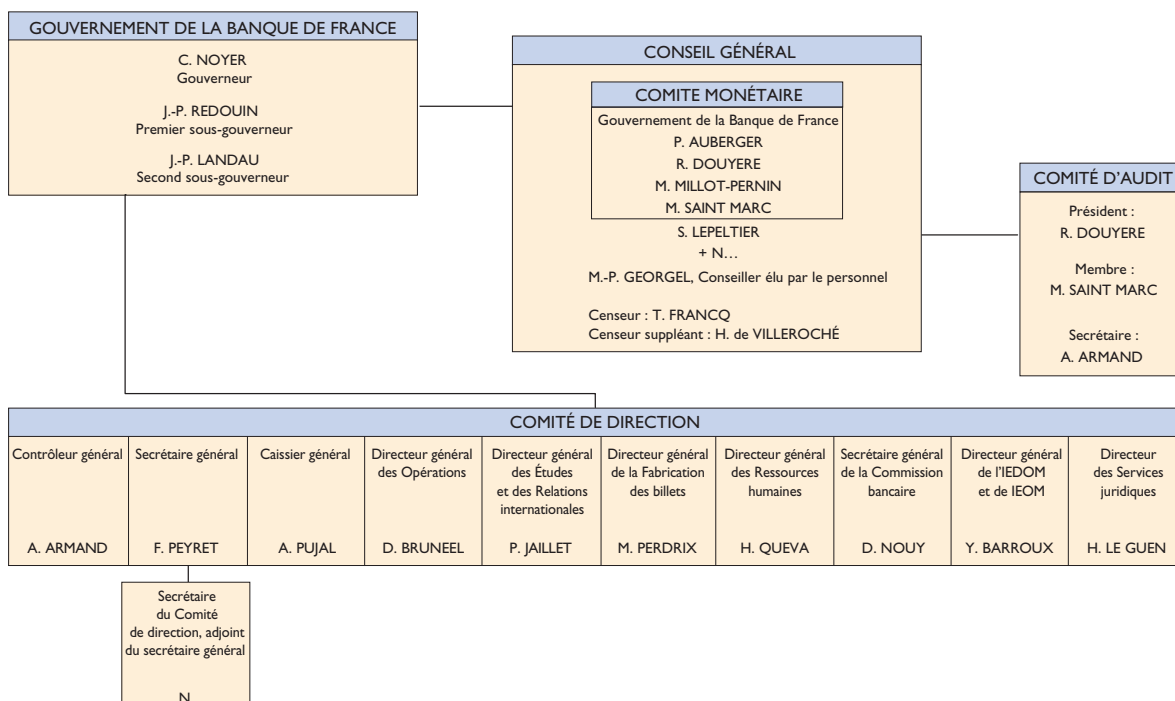 GOUVERNEMENT DE LA BANQUE DE FRANCE
C. NOYER
Gouverneur
J.-P. REDOUIN
Premier sous-gouverneur
J.-P. LANDAU
Second sous-gouverneur
CONSEIL GÉNÉRAL
COMITE MONÉTAIRE
Gouvernement de la Banque de France
P. AUBERGER
R. DOUYERE
M. MILLOT-PERNIN
M. SAINT MARC
S. LEPELTIER
+ N…
M.-P. GEORGEL, Conseiller élu par le personnel
Censeur : T. FRANCQ
Censeur suppléant : H. de VILLEROCHÉ
COMITÉ D'AUDIT
Président :
R. DOUYERE
Membre :
M. SAINT MARC
Secrétaire :
A. ARMAND
COMITÉ DE DIRECTION
Contrôleur général
A. ARMAND
Secrétaire général
F. PEYRET
Caissier général
A. PUJAL
Directeur général
des Opérations
D. BRUNEEL
Directeur général
des Études
et des Relations
internationales
P. JAILLET
Directeur général
de la Fabrication
des billets
M. PERDRIX
Directeur général
des Ressources
humaines
H. QUEVA
Secrétaire général
de la Commission
bancaire
D. NOUY
Directeur général
de l'IEDOM
et de IEOM
Y. BARROUX
Directeur
des Services
juridiques
H. LE GUEN
Secrétaire
du Comité
de direction, adjoint
du secrétaire général
N